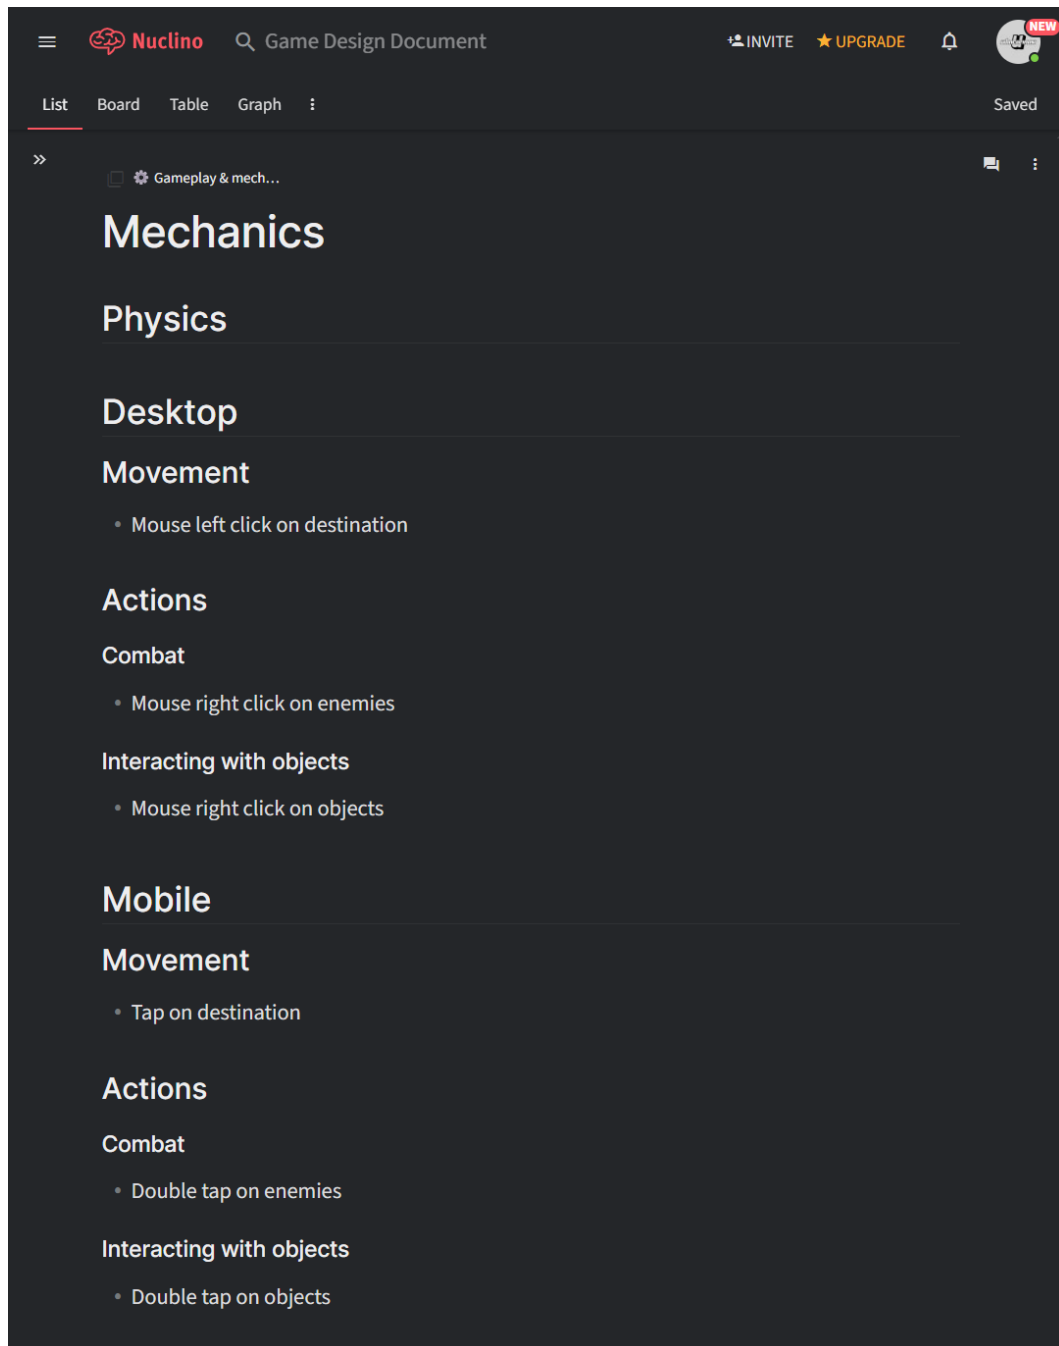 Nuclino
Game Design Document
INVITE
UPGRADE
NEW
List
Board
Table
Graph
Saved
Gameplay & mech…
Mechanics
Physics
Desktop
Movement
• Mouse left click on destination
Actions
Combat
• Mouse right click on enemies
Interacting with objects
• Mouse right click on objects
Mobile
Movement
• Tap on destination
Actions
Combat
• Double tap on enemies
Interacting with objects
• Double tap on objects